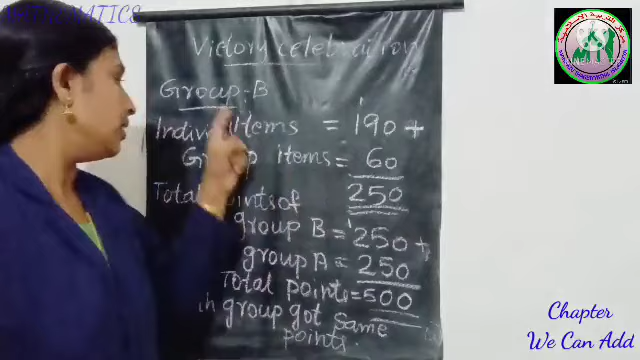 MATHEMATICS
Victory celebration
Group-B
Individ items = 190 +
Group items = 60
250
Total points of
group B = 250 +
group A = 250
Total points = 500
group got same
points.
Chapter
We Can Add